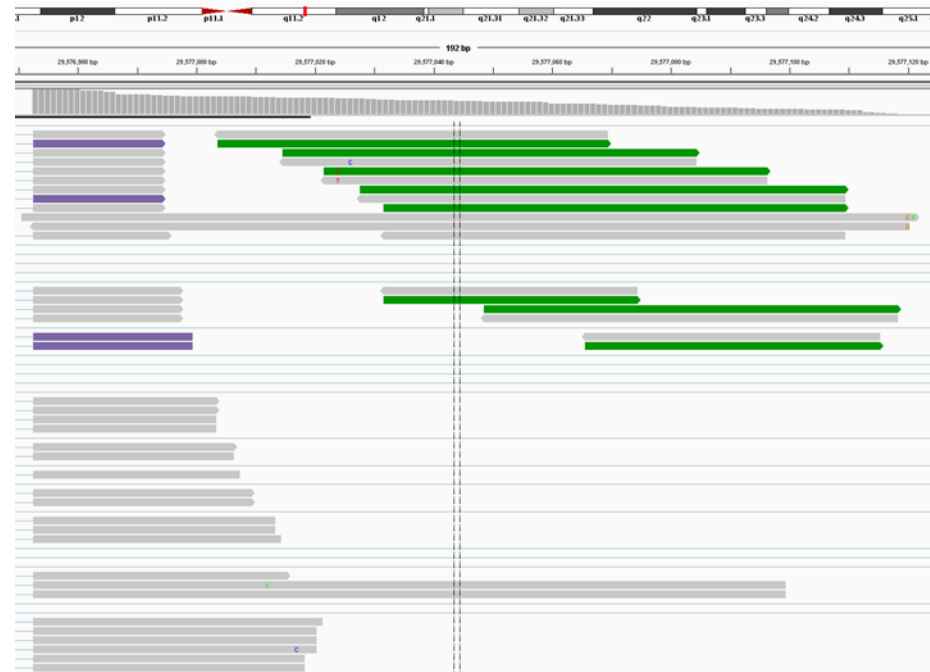 p12 p11.2 p11.1 q11.2 q12 q21.1 q21.31 q21.32 q21.33 q22 q23.1 q23.3 q24.2 q24.3 q25.1
192 bp
29,576,980 bp 29,577,000 bp 29,577,020 bp 29,577,040 bp 29,577,060 bp 29,577,080 bp 29,577,100 bp 29,577,120 bp
C
T
G
G
A
C